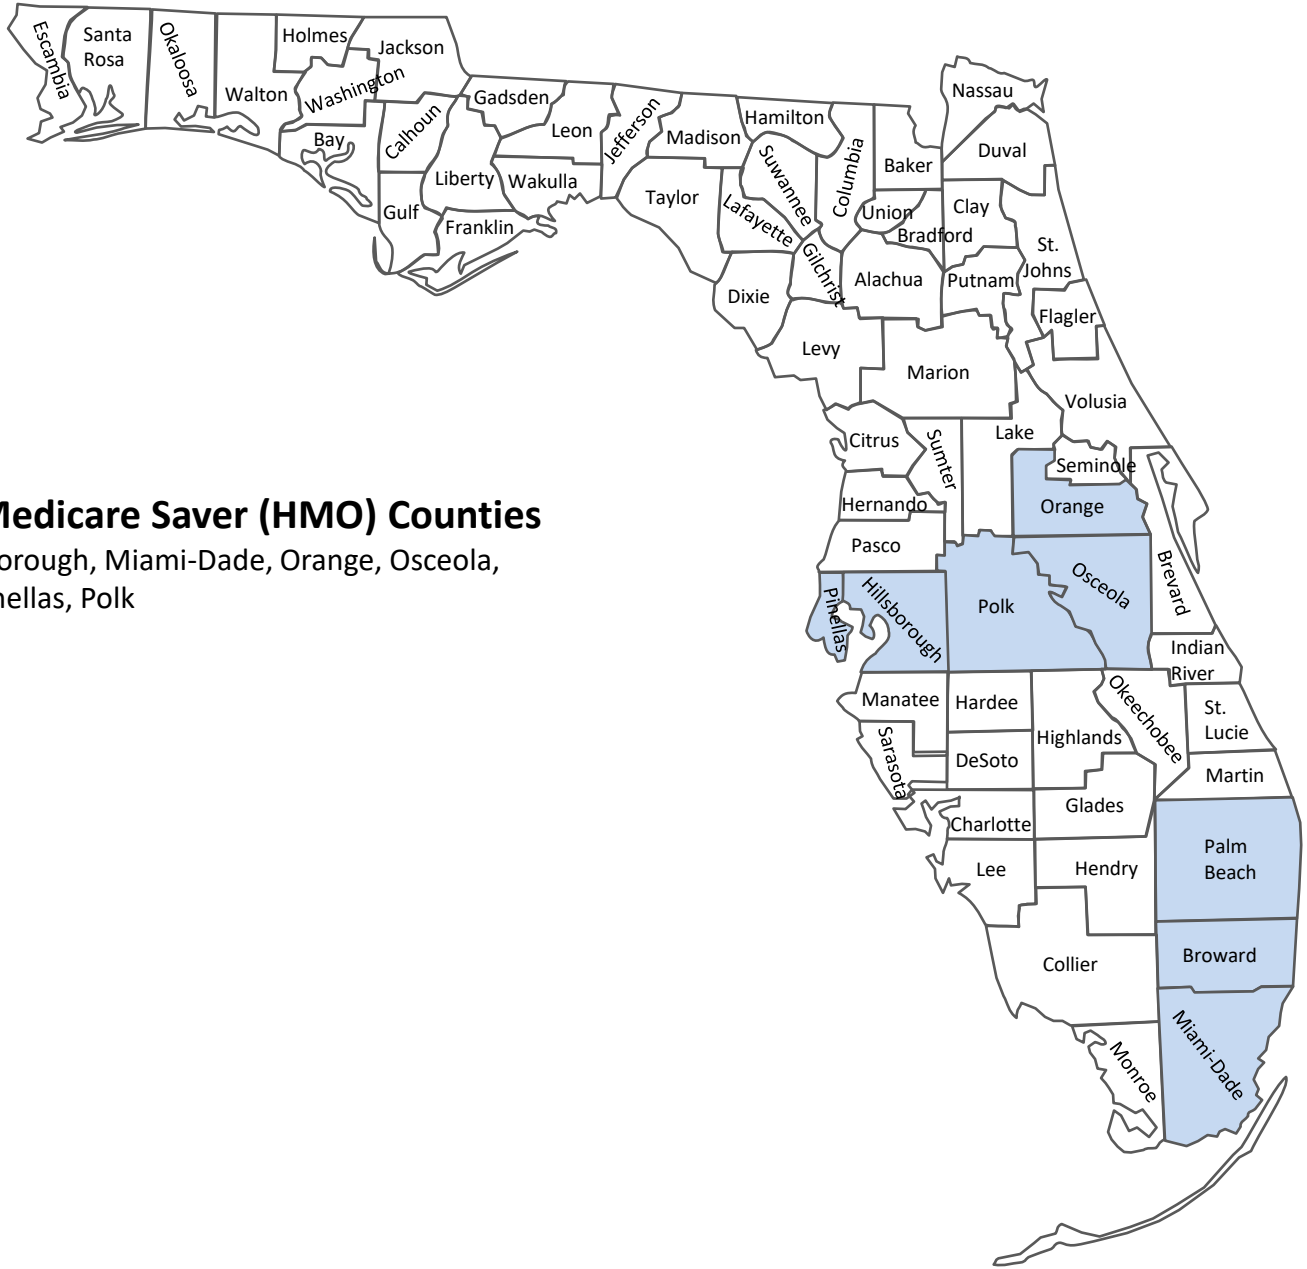 Escambia
Santa
Rosa
Okaloosa
Walton
Holmes
Washington
Jackson
Bay
Calhoun
Gulf
Gadsden
Liberty
Franklin
Leon
Wakulla
Jefferson
Madison
Taylor
Hamilton
Suwannee
Lafayette
Columbia
Dixie
Gilchrist
Baker
Union
Bradford
Alachua
Nassau
Duval
Clay
Putnam
St.
Johns
Flagler
Levy
Marion
Volusia
Citrus
Sumter
Lake
Seminole
Orange
Hernando
Pasco
Medicare Saver (HMO) Counties
orough, Miami-Dade, Orange, Osceola,
ellas, Polk
Pinellas
Hillsborough
Polk
Osceola
Brevard
Indian
River
Manatee
Hardee
Highlands
Okeechobee
St.
Lucie
Sarasota
DeSoto
Martin
Charlotte
Glades
Lee
Hendry
Palm
Beach
Collier
Broward
Monroe
Miami-Dade